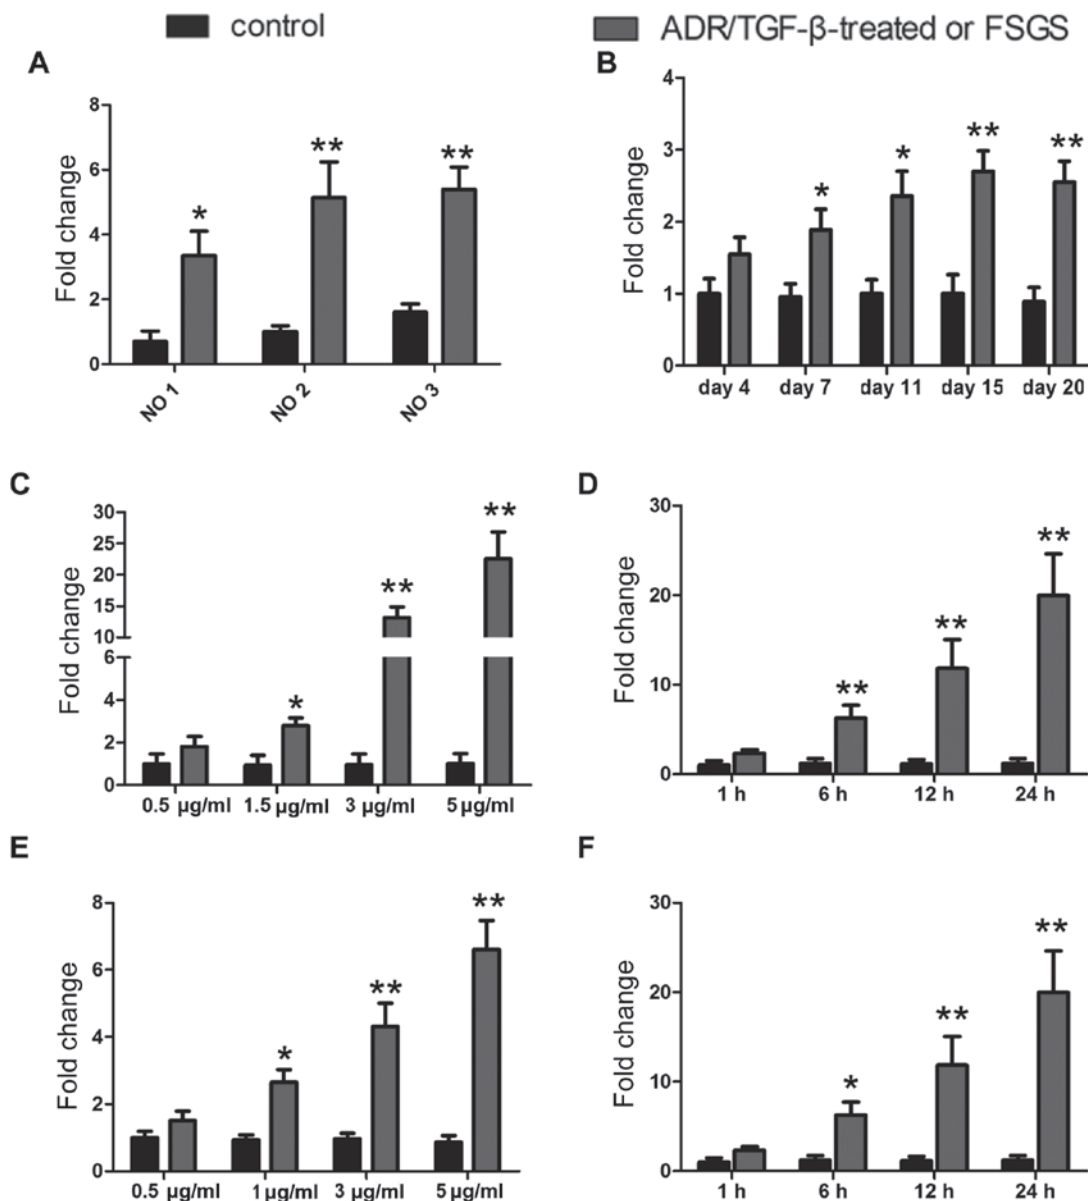 control
ADR/TGF-β-treated or FSGS
A
Fold change
8
6
4
2
0
*
**
**
NO 1
NO 2
NO 3
B
Fold change
4
3
2
1
0
*
*
**
**
day 4 day 7 day 11 day 15 day 20
C
Fold change
30
25
20
15
10
6
4
2
0
*
**
**
0.5 µg/ml 1.5 µg/ml 3 µg/ml 5 µg/ml
D
Fold change
30
20
10
0
**
**
**
1 h 6 h 12 h 24 h
E
Fold change
8
6
4
2
0
*
**
**
0.5 µg/ml 1 µg/ml 3 µg/ml 5 µg/ml
F
Fold change
30
20
10
0
*
**
**
1 h 6 h 12 h 24 h